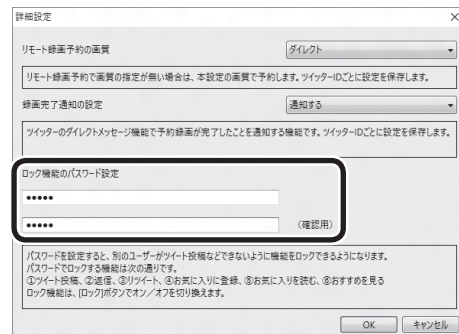 詳細設定
リモート録画予約の画質
ダイレクト
リモート録画予約で画質の指定が無い場合は、本設定の画質で予約します。ツイッターIDごとに設定を保存します。
録画完了通知の設定
通知する
ツイッターのダイレクトメッセージ機能で予約録画が完了したことを通知する機能です。ツイッターIDごとに設定を保存します。
ロック機能のパスワード設定
•••••
•••••
（確認用）
パスワードを設定すると、別のユーザーがツイート投稿などできないように機能をロックできるようになります。
パスワードでロックする機能は次の通りです。
①ツイート投稿、②返信、③リツイート、④お気に入りに登録、⑤お気に入りを読む、⑥おすすめを見る
ロック機能は、[ロック]ボタンでオン／オフを切り換えます。
OK
キャンセル